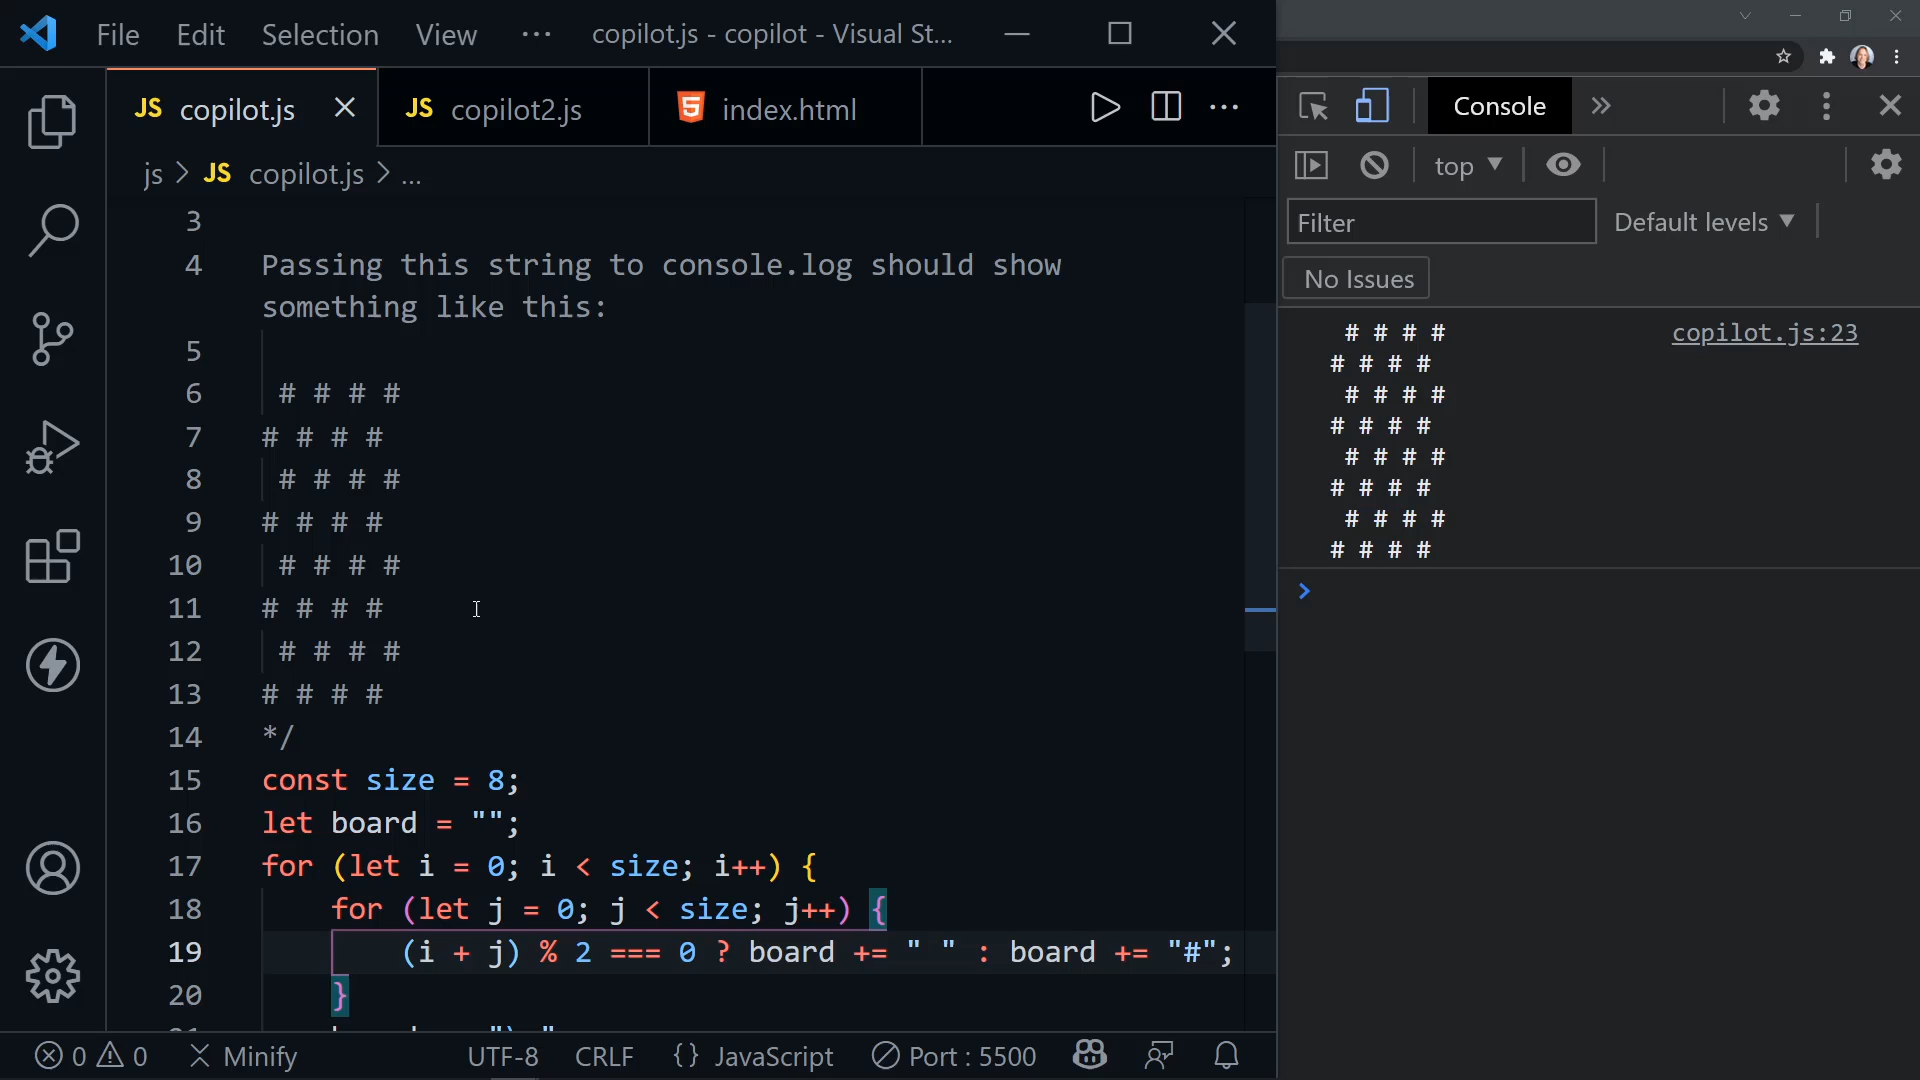 File Edit Selection View ··· copilot.js - copilot - Visual St...
JS copilot.js JS copilot2.js 5 index.html
js > JS copilot.js > ...
3
4 Passing this string to console.log should show
something like this:
5
6  # # # #
7 # # # #
8  # # # #
9 # # # #
10  # # # #
11 # # # #
12  # # # #
13 # # # #
14 */
15 const size = 8;
16 let board = "";
17 for (let i = 0; i < size; i++) {
18     for (let j = 0; j < size; j++) {
19         (i + j) % 2 === 0 ? board += " " : board += "#";
20     }
0 0 Minify UTF-8 CRLF {} JavaScript Port : 5500
Console
top
Filter Default levels
No Issues
 # # # # copilot.js:23
# # # #
 # # # #
# # # #
 # # # #
# # # #
 # # # #
# # # #
>